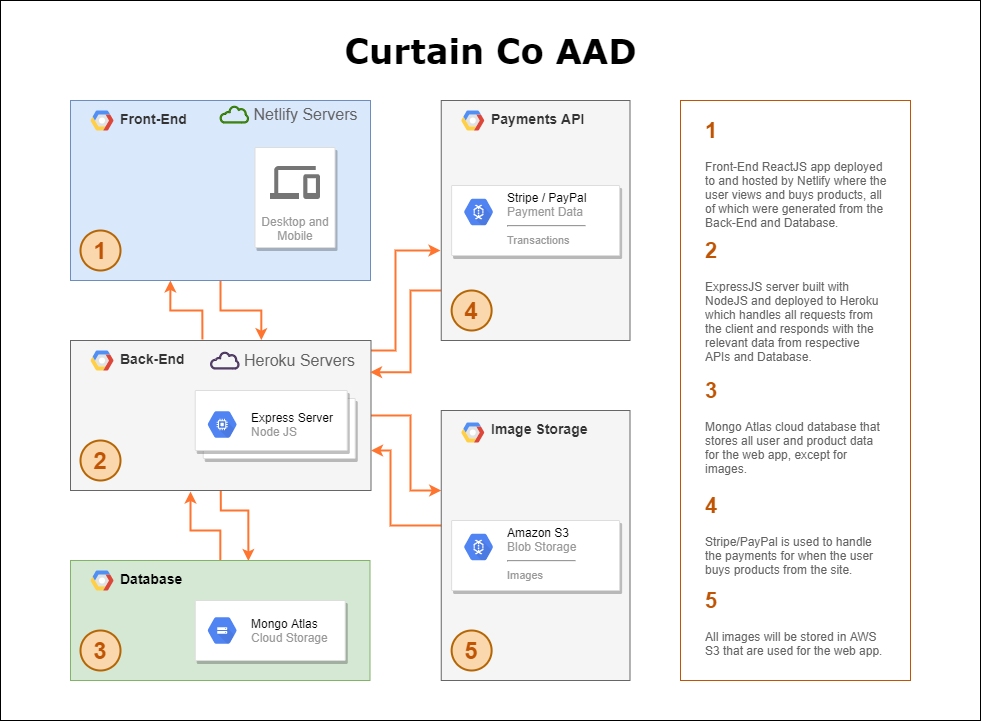 Curtain Co AAD
Front-End
Netlify Servers
Desktop and
Mobile
1
Back-End
Heroku Servers
Express Server
Node JS
2
Database
Mongo Atlas
Cloud Storage
3
Payments API
Stripe / PayPal
Payment Data
Transactions
4
Image Storage
Amazon S3
Blob Storage
Images
5
1
Front-End ReactJS app deployed
to and hosted by Netlify where the
user views and buys products, all
of which were generated from the
Back-End and Database.
2
ExpressJS server built with
NodeJS and deployed to Heroku
which handles all requests from
the client and responds with the
relevant data from respective
APIs and Database.
3
Mongo Atlas cloud database that
stores all user and product data
for the web app, except for
images.
4
Stripe/PayPal is used to handle
the payments for when the user
buys products from the site.
5
All images will be stored in AWS
S3 that are used for the web app.